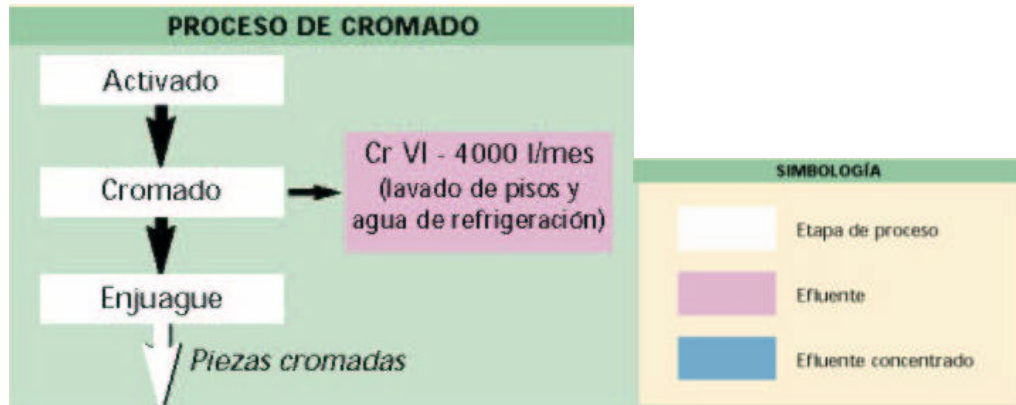 PROCESO DE CROMADO
Activado
Cromado
Cr VI - 4000 l/mes
(lavado de pisos y
agua de refrigeración)
Enjuague
Piezas cromadas
SIMBOLOGÍA
Etapa de proceso
Efluente
Efluente concentrado